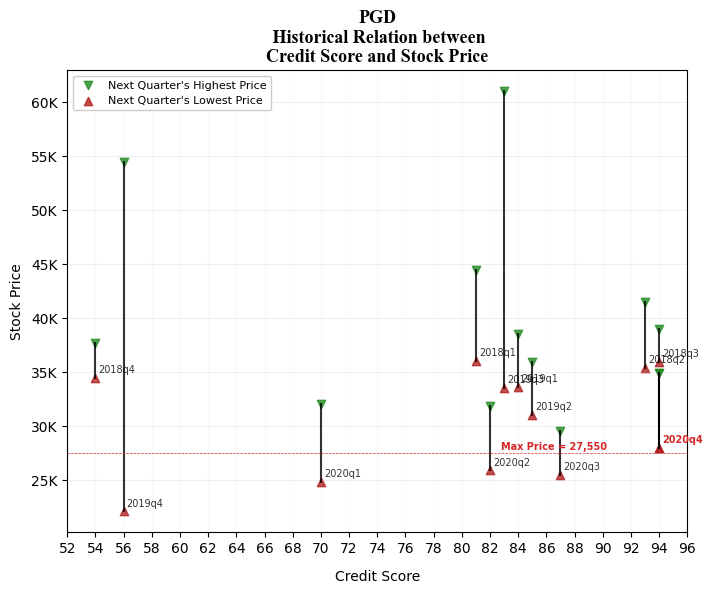 PGD
Historical Relation between
Credit Score and Stock Price
Next Quarter's Highest Price
Next Quarter's Lowest Price
60K
55K
50K
45K
40K
35K
30K
25K
Stock Price
2018q1
2018q3
2018q2
2018q4
2019q3
2019q1
2019q2
2020q4
Max Price = 27,550
2020q2
2020q3
2020q1
2019q4
52 54 56 58 60 62 64 66 68 70 72 74 76 78 80 82 84 86 88 90 92 94 96
Credit Score